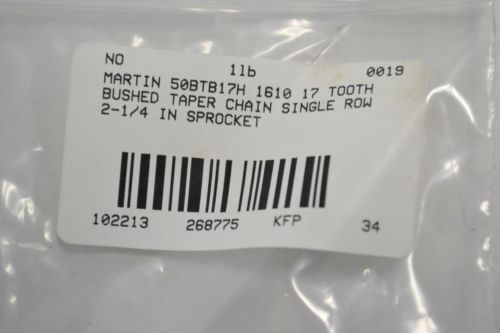 NO 1lb 0019
MARTIN 50BTB17H 1610 17 TOOTH
BUSHED TAPER CHAIN SINGLE ROW
2-1/4 IN SPROCKET
102213 268775 KFP 34